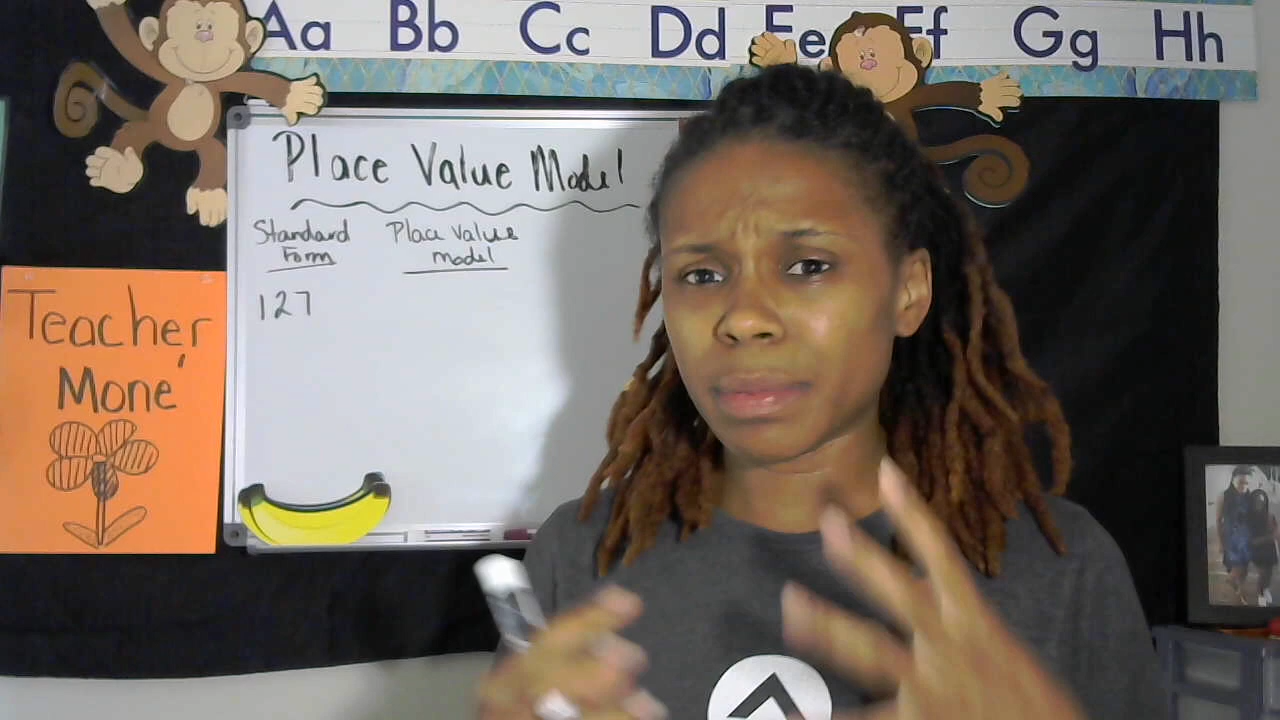 Aa Bb Cc Dd Ee Ff Gg Hh
Place Value Model
Standard Form
Place Value Model
127
Teacher
Moné